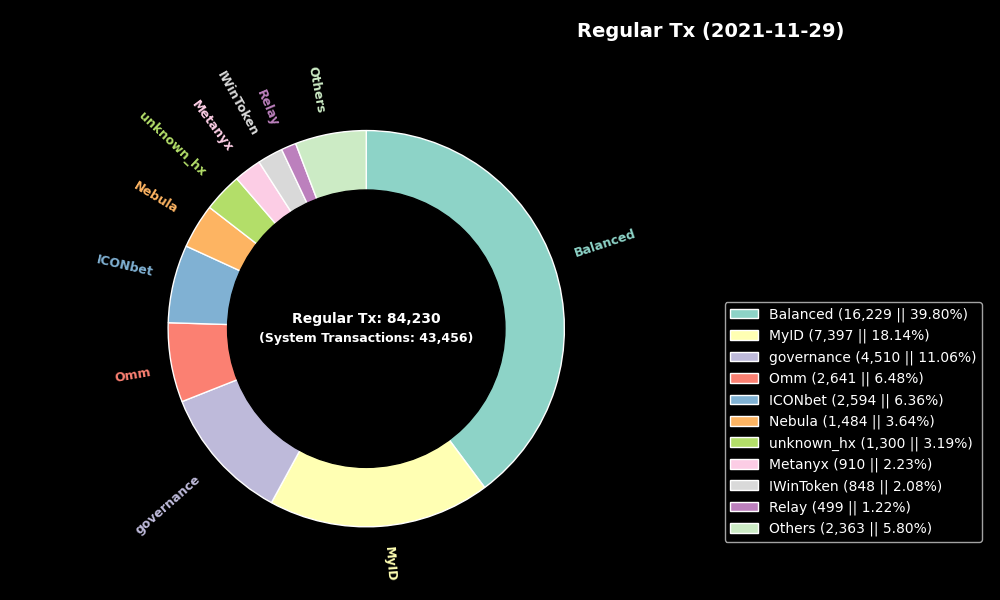 Regular Tx (2021-11-29)
Others
Relay
IWinToken
Metanyx
unknown_hx
Nebula
ICONbet
Omm
governance
MyID
Balanced
Regular Tx: 84,230
(System Transactions: 43,456)
Balanced (16,229 || 39.80%)
MyID (7,397 || 18.14%)
governance (4,510 || 11.06%)
Omm (2,641 || 6.48%)
ICONbet (2,594 || 6.36%)
Nebula (1,484 || 3.64%)
unknown_hx (1,300 || 3.19%)
Metanyx (910 || 2.23%)
IWinToken (848 || 2.08%)
Relay (499 || 1.22%)
Others (2,363 || 5.80%)